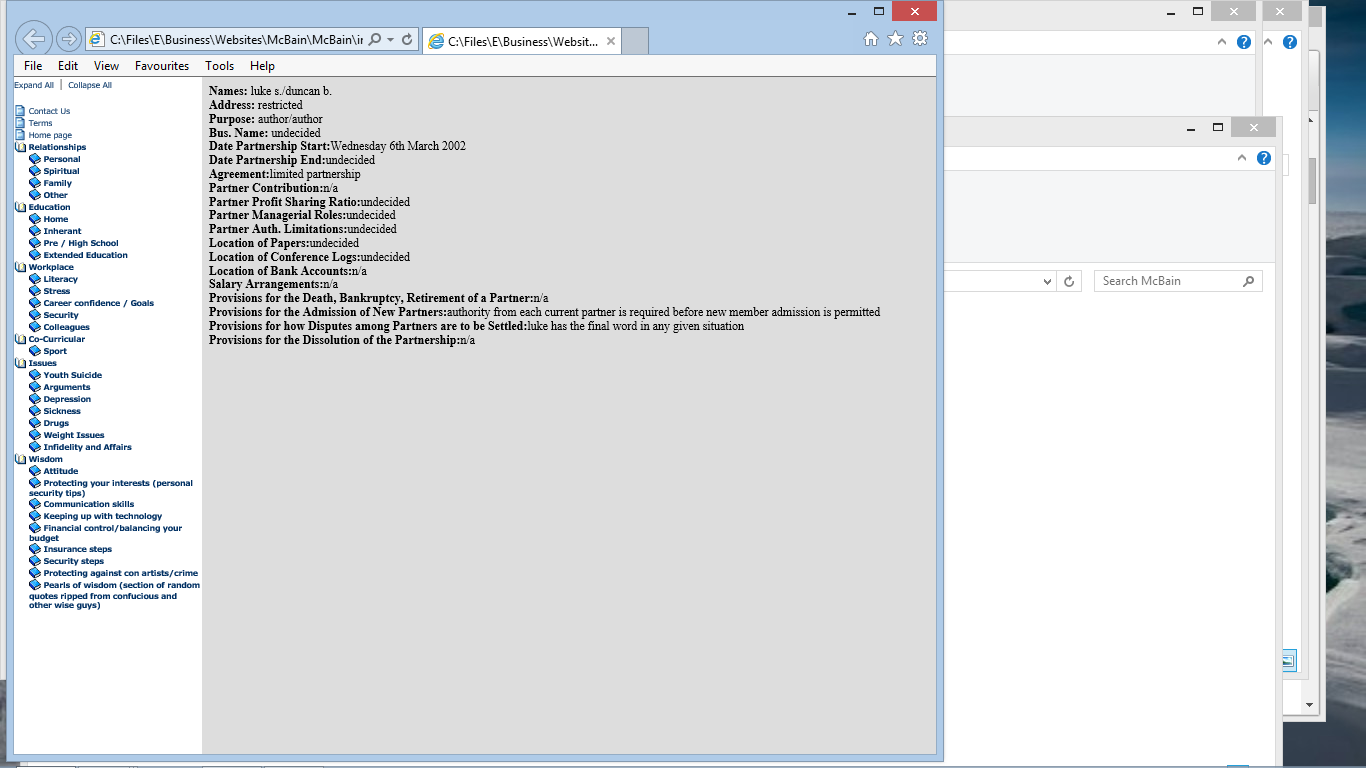 C:\Files\E\Business\Websites\McBain\McBain\ir
C:\Files\E\Business\Websit...
File Edit View Favourites Tools Help
Expand All | Collapse All
Contact Us
Terms
Home page
Relationships
Personal
Spiritual
Family
Other
Education
Home
Inherant
Pre / High School
Extended Education
Workplace
Literacy
Stress
Career confidence / Goals
Security
Colleagues
Co-Curricular
Sport
Issues
Youth Suicide
Arguments
Depression
Sickness
Drugs
Weight Issues
Infidelity and Affairs
Wisdom
Attitude
Protecting your interests (personal
security tips)
Communication skills
Keeping up with technology
Financial control/balancing your
budget
Insurance steps
Security steps
Protecting against con artists/crime
Pearls of wisdom (section of random
quotes ripped from confucious and
other wise guys)
Names: luke s./duncan b.
Address: restricted
Purpose: author/author
Bus. Name: undecided
Date Partnership Start:Wednesday 6th March 2002
Date Partnership End:undecided
Agreement:limited partnership
Partner Contribution:n/a
Partner Profit Sharing Ratio:undecided
Partner Managerial Roles:undecided
Partner Auth. Limitations:undecided
Location of Papers:undecided
Location of Conference Logs:undecided
Location of Bank Accounts:n/a
Salary Arrangements:n/a
Provisions for the Death, Bankruptcy, Retirement of a Partner:n/a
Provisions for the Admission of New Partners:authority from each current partner is required before new member admission is permitted
Provisions for how Disputes among Partners are to be Settled:luke has the final word in any given situation
Provisions for the Dissolution of the Partnership:n/a
Search McBain